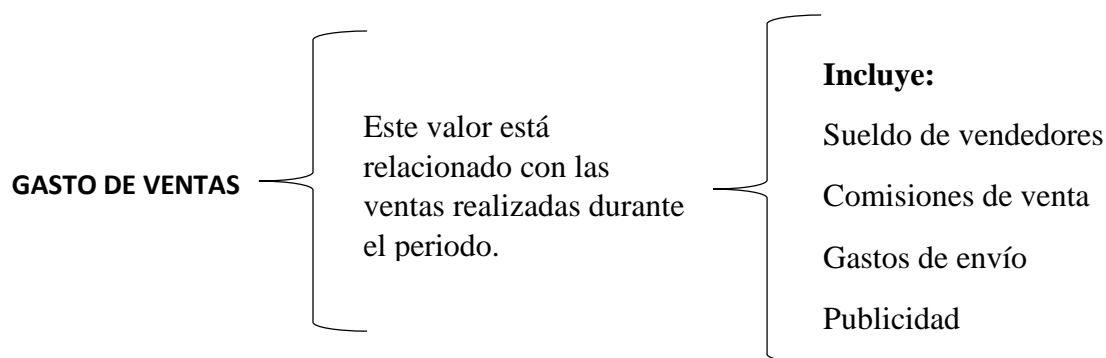 GASTO DE VENTAS
Este valor está
relacionado con las
ventas realizadas durante
el periodo.
Incluye:
Sueldo de vendedores
Comisiones de venta
Gastos de envío
Publicidad